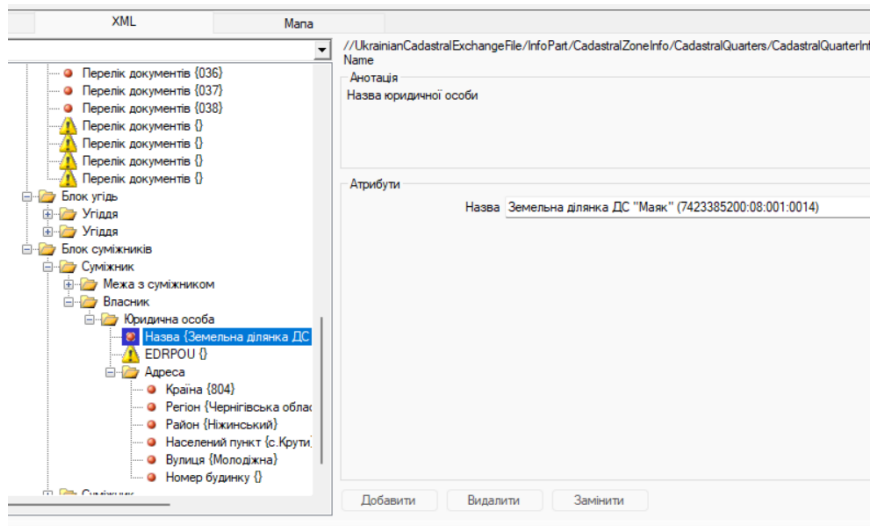 XML
Мапа
Перелік документів {036}
Перелік документів {037}
Перелік документів {038}
Перелік документів {}
Перелік документів {}
Перелік документів {}
Перелік документів {}
Блок угідь
Угіддя
Угіддя
Блок суміжників
Суміжник
Межа з суміжником
Власник
Юридична особа
Назва {Земельна ділянка ДС
EDRPOU {}
Адреса
Країна {804}
Регіон {Чернігівська облас
Район {Ніжинський}
Населений пункт {с.Крути}
Вулиця {Молодіжна}
Номер будинку {}
Суміжник
//UkrainianCadastralExchangeFile/InfoPart/CadastralZoneInfo/CadastralQuarters/CadastralQuarterInf
Name
Анотація
Назва юридичної особи
Атрибути
Назва Земельна ділянка ДС "Маяк" (7423385200:08:001:0014)
Добавити Видалити Замінити